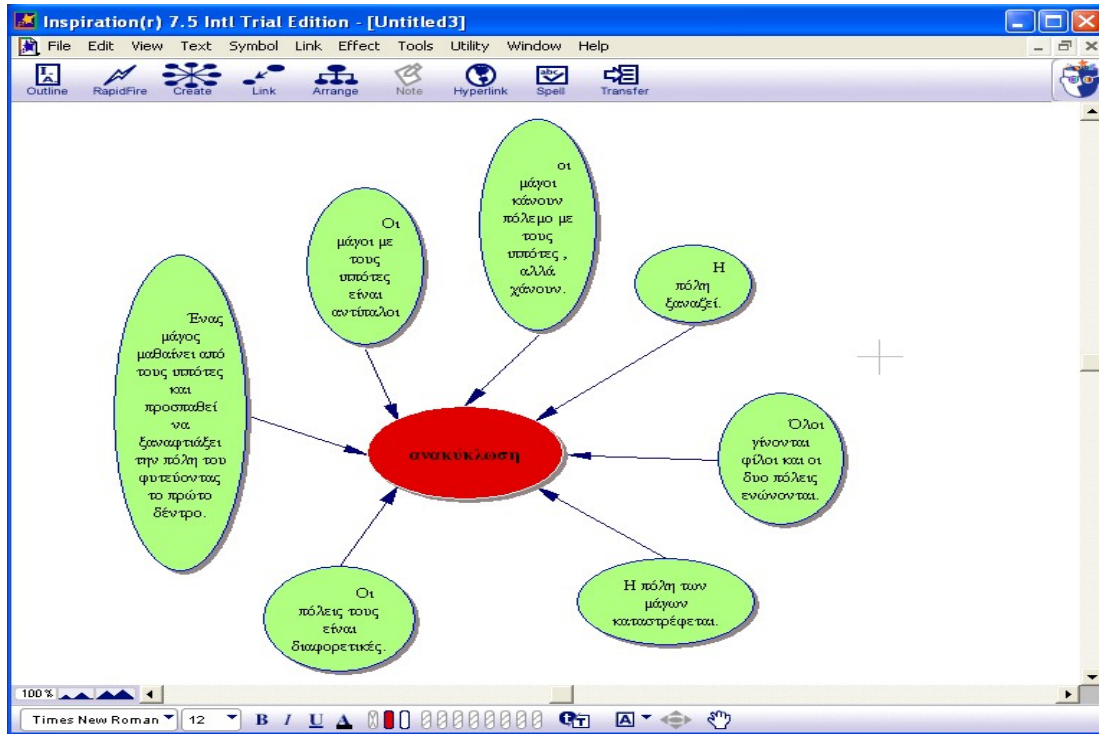 Inspiration(r) 7.5 Intl Trial Edition - [Untitled3]
File Edit View Text Symbol Link Effect Tools Utility Window Help
Outline RapidFire Create Link Arrange Note Hyperlink Spell Transfer
οι
μάγοι
κάνουν
πόλεμο με
τους
ιππότες ,
αλλά
χάνουν.
Οι
μάγοι με
τους
ιππότες
είναι
αντίπαλοι
Η
πόλη
ξαναζεί.
Ένας
μάγος
μαθαίνει από
τους ιππότες
και
προσπαθεί
να
ξαναφτιάξει
την πόλη του
φυτεύοντας
το πρώτο
δέντρο.
ανακύκλωση
Όλοι
γίνονται
φίλοι και οι
δυο πόλεις
ενώνονται.
Οι
πόλεις τους
είναι
διαφορετικές.
Η πόλη των
μάγων
καταστρέφεται.
100%
Times New Roman 12 B I U A